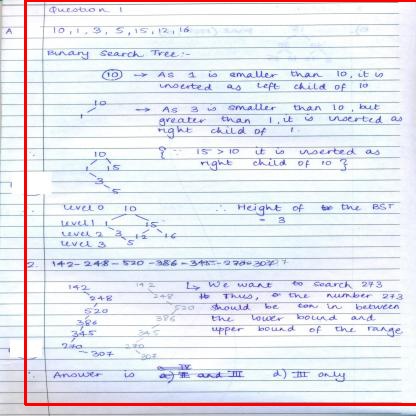 Question 1
A
10, 1, 3, 5, 15, 12, 16
Binary Search Tree:-
10 → As 1 is smaller than 10, it is
inserted as left child of 10
10 → As 3 is smaller than 10, but
1 greater than 1, it is inserted as
right child of 1.
10 { ∵ 15 > 10 it is inserted as
1 15 right child of 10 }
3
5
Level 0 10 ∴ Height of the BST
Level 1 1 15 = 3
Level 2 3 12 16
Level 3 5
2. 142 - 248 - 520 - 386 - 345 - 270 - 307
142 142 ↳ We want to search 273
248 248 Thus, the number 273
520 520 should be in between
386 386 the lower bound and
345 345 upper bound of the range
270 270
307 307
∴ Answer is and III d) III only